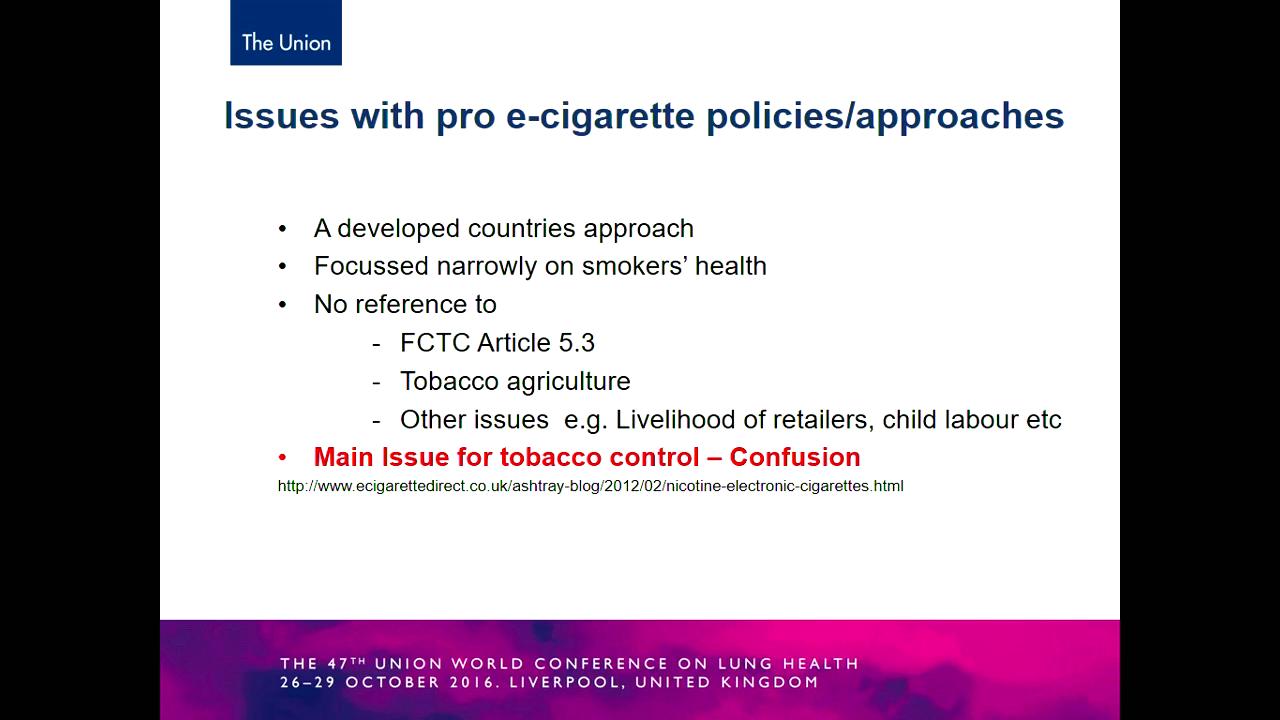 The Union
Issues with pro e-cigarette policies/approaches
• A developed countries approach
• Focussed narrowly on smokers’ health
• No reference to
- FCTC Article 5.3
- Tobacco agriculture
- Other issues e.g. Livelihood of retailers, child labour etc
• Main Issue for tobacco control – Confusion
http://www.ecigarettedirect.co.uk/ashtray-blog/2012/02/nicotine-electronic-cigarettes.html
THE 47TH UNION WORLD CONFERENCE ON LUNG HEALTH
26–29 OCTOBER 2016. LIVERPOOL, UNITED KINGDOM